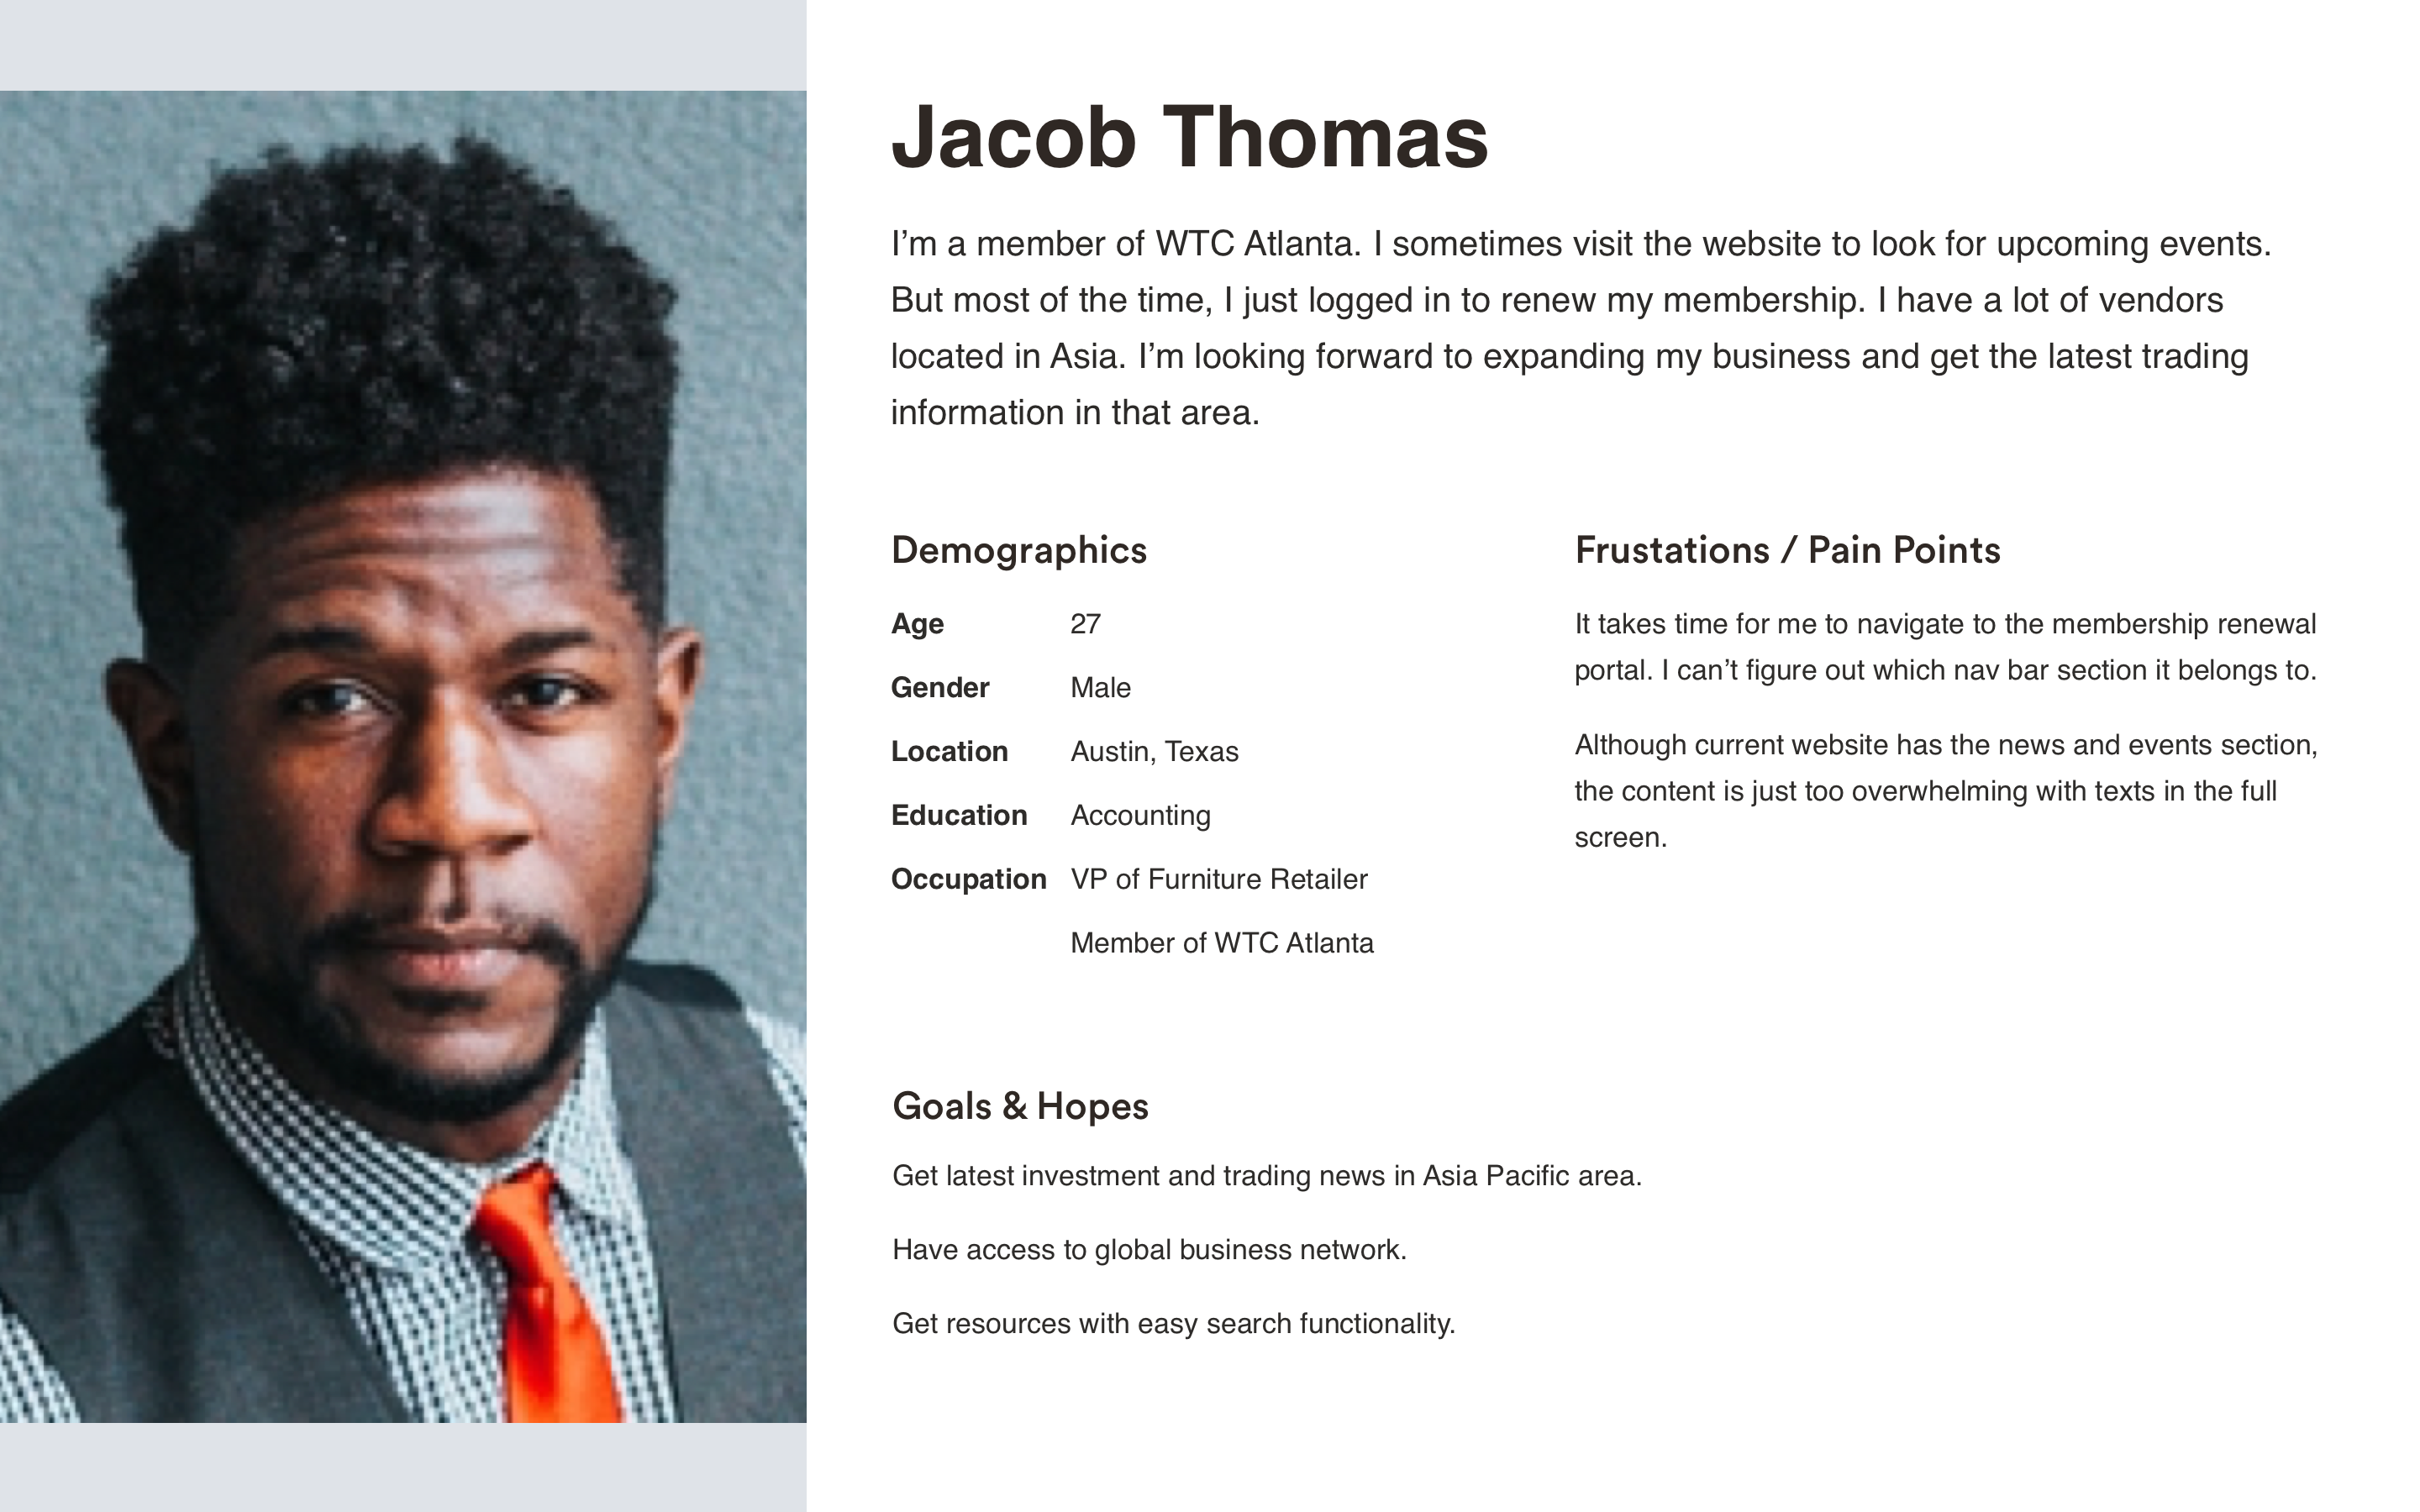 Jacob Thomas
I’m a member of WTC Atlanta. I sometimes visit the website to look for upcoming events.
But most of the time, I just logged in to renew my membership. I have a lot of vendors
located in Asia. I’m looking forward to expanding my business and get the latest trading
information in that area.
Demographics
Age 27
Gender Male
Location Austin, Texas
Education Accounting
Occupation VP of Furniture Retailer
Member of WTC Atlanta
Frustations / Pain Points
It takes time for me to navigate to the membership renewal
portal. I can’t figure out which nav bar section it belongs to.
Although current website has the news and events section,
the content is just too overwhelming with texts in the full
screen.
Goals & Hopes
Get latest investment and trading news in Asia Pacific area.
Have access to global business network.
Get resources with easy search functionality.